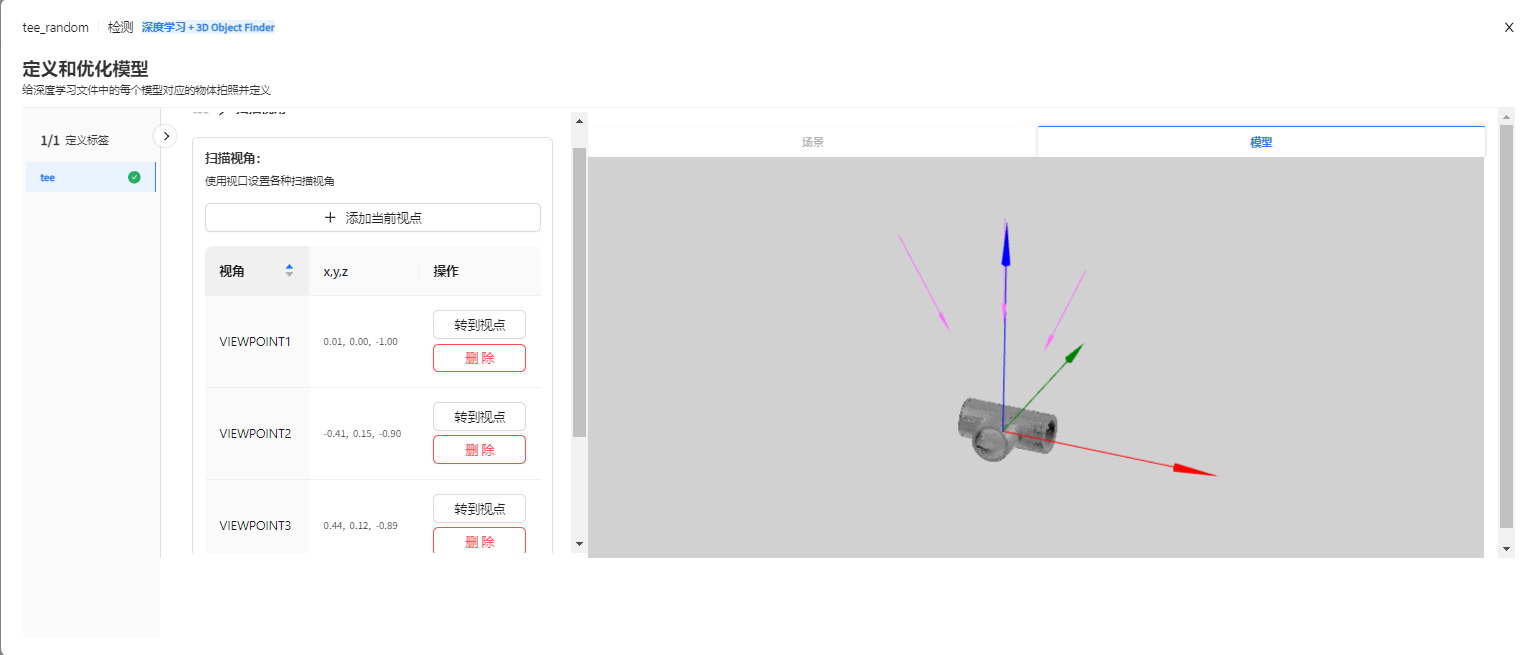 tee_random 检测 深度学习 + 3D Object Finder X
定义和优化模型
给深度学习文件中的每个模型对应的物体拍照并定义
1/1 定义标签
tee
扫描视角:
使用视口设置各种扫描视角
+ 添加当前视点
视角 x,y,z 操作
VIEWPOINT1 0.01, 0.00, -1.00 转到视点
删 除
VIEWPOINT2 -0.41, 0.15, -0.90 转到视点
删 除
VIEWPOINT3 0.44, 0.12, -0.89 转到视点
删 除
场景 模型